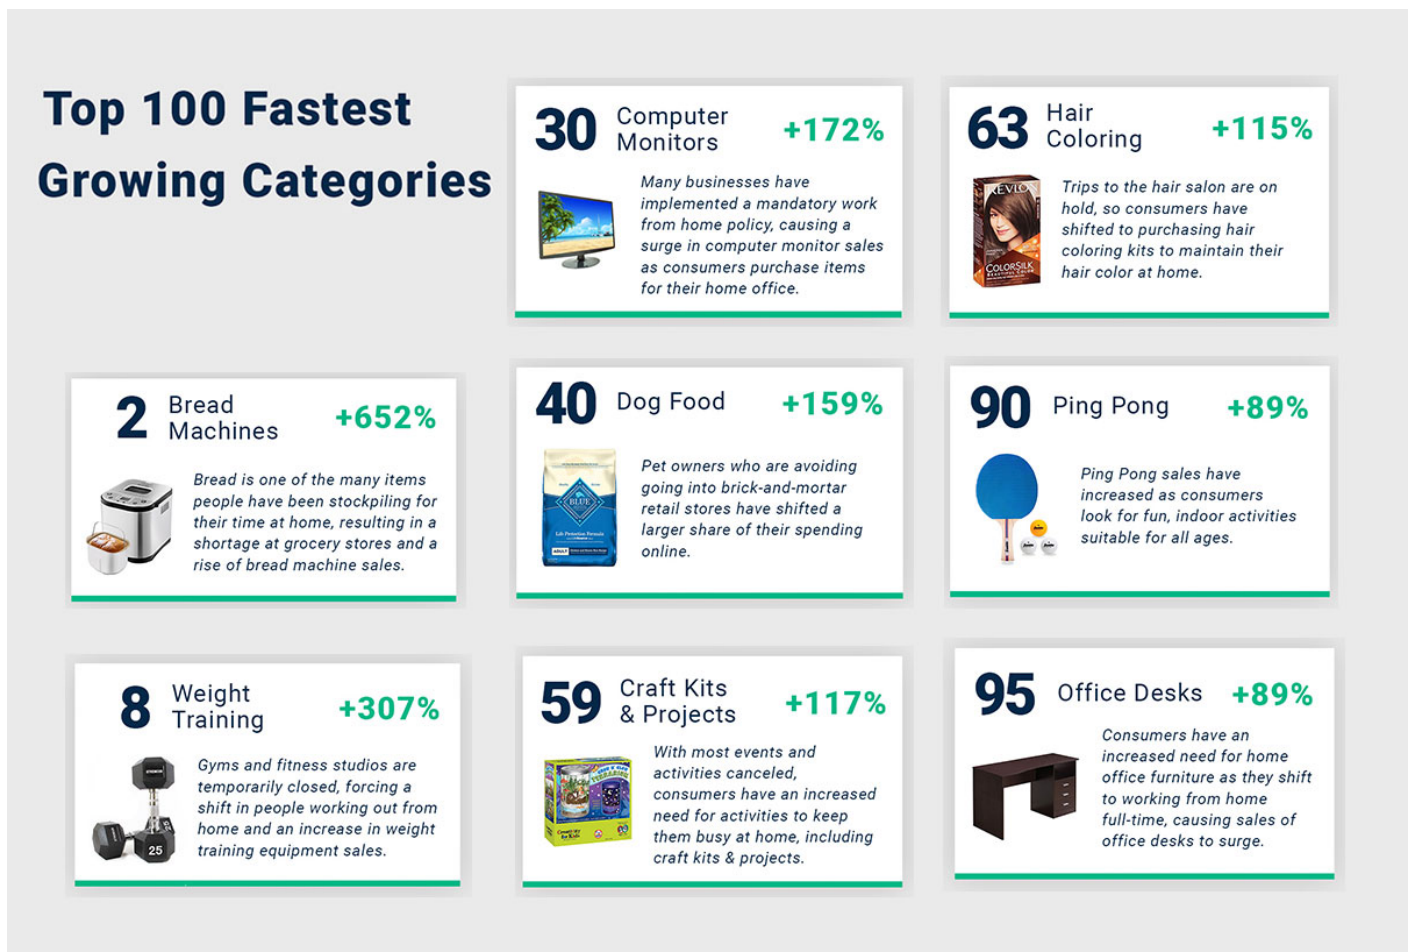 Top 100 Fastest
Growing Categories
30
Computer
Monitors
+172%
Many businesses have
implemented a mandatory work
from home policy, causing a
surge in computer monitor sales
as consumers purchase items
for their home office.
63
Hair
Coloring
+115%
REVLON
COLORSILK
Trips to the hair salon are on
hold, so consumers have
shifted to purchasing hair
coloring kits to maintain their
hair color at home.
2
Bread
Machines
+652%
Bread is one of the many items
people have been stockpiling for
their time at home, resulting in a
shortage at grocery stores and a
rise of bread machine sales.
40
Dog Food
+159%
BLUE
Life Protection Formula
ADULT
Pet owners who are avoiding
going into brick-and-mortar
retail stores have shifted a
larger share of their spending
online.
90
Ping Pong
+89%
Ping Pong sales have
increased as consumers
look for fun, indoor activities
suitable for all ages.
8
Weight
Training
+307%
25
Gyms and fitness studios are
temporarily closed, forcing a
shift in people working out from
home and an increase in weight
training equipment sales.
59
Craft Kits
& Projects
+117%
TERRARIUM
Creativity
for Kids
With most events and
activities canceled,
consumers have an increased
need for activities to keep
them busy at home, including
craft kits & projects.
95
Office Desks
+89%
Consumers have an
increased need for home
office furniture as they shift
to working from home
full-time, causing sales of
office desks to surge.